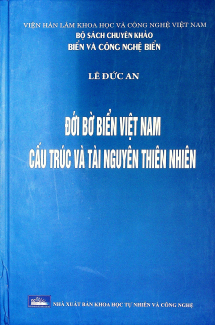 VIỆN HÀN LÂM KHOA HỌC VÀ CÔNG NGHỆ VIỆT NAM
BỘ SÁCH CHUYÊN KHẢO
BIỂN VÀ CÔNG NGHỆ BIỂN
LÊ ĐỨC AN
ĐỚI BỜ BIỂN VIỆT NAM
CẤU TRÚC VÀ TÀI NGUYÊN THIÊN NHIÊN
NHÀ XUẤT BẢN KHOA HỌC TỰ NHIÊN VÀ CÔNG NGHỆ